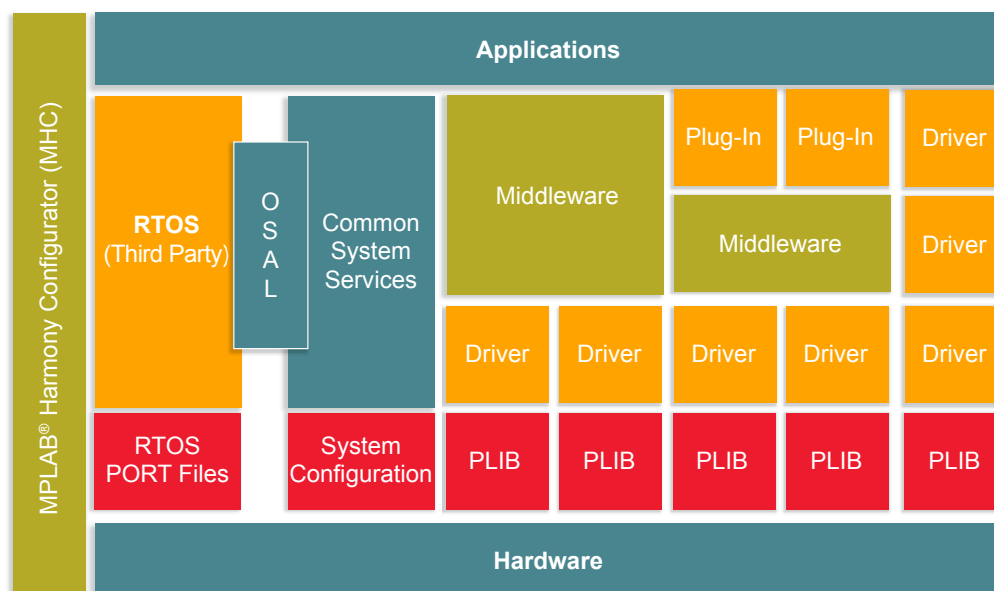 MPLAB® Harmony Configurator (MHC)
Applications
RTOS
(Third Party)
O
S
A
L
Common
System
Services
Middleware
Plug-In
Plug-In
Driver
Middleware
Driver
Driver
Driver
Driver
Driver
Driver
RTOS
PORT Files
System
Configuration
PLIB
PLIB
PLIB
PLIB
PLIB
Hardware